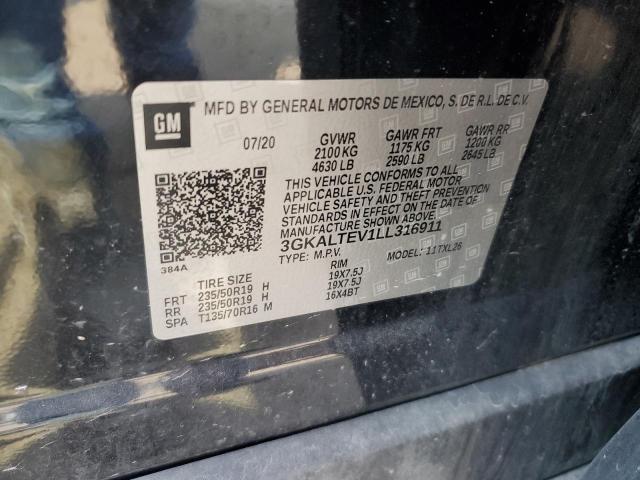 GM
MFD BY GENERAL MOTORS DE MEXICO, S. DE R.L. DE C.V.
07/20 GVWR GAWR FRT GAWR RR
2100 KG 1175 KG 1200 KG
4630 LB 2590 LB 2645 LB
THIS VEHICLE CONFORMS TO ALL
APPLICABLE U.S. FEDERAL MOTOR
VEHICLE SAFETY AND THEFT PREVENTION
STANDARDS IN EFFECT ON THE DATE OF
MANUFACTURE SHOWN ABOVE.
3GKALTEV1LL316911
TYPE: M.P.V. MODEL: 11TXL26
384A
TIRE SIZE RIM
FRT 235/50R19 H 19X7.5J
RR 235/50R19 H 19X7.5J
SPA T135/70R16 M 16X4BT